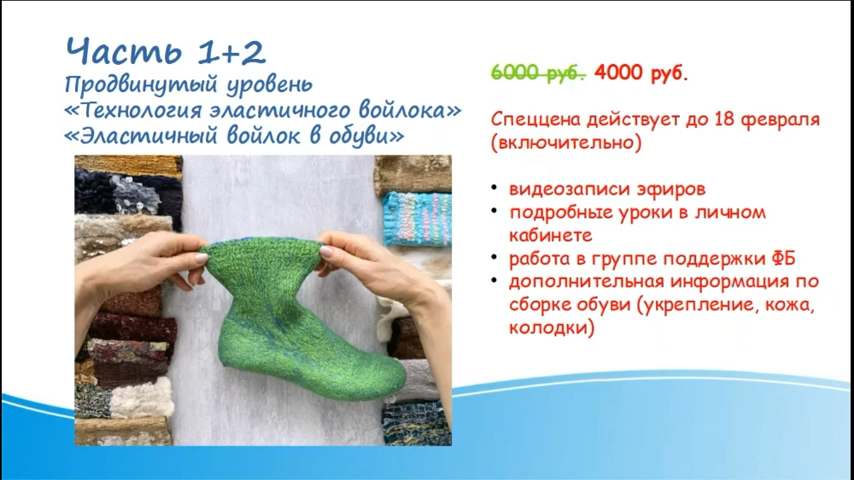 Часть 1+2
Продвинутый уровень
«Технология эластичного войлока»
«Эластичный войлок в обуви»
6000 руб. 4000 руб.
Спеццена действует до 18 февраля
(включительно)
• видеозаписи эфиров
• подробные уроки в личном
кабинете
• работа в группе поддержки ФБ
• дополнительная информация по
сборке обуви (укрепление, кожа,
колодки)